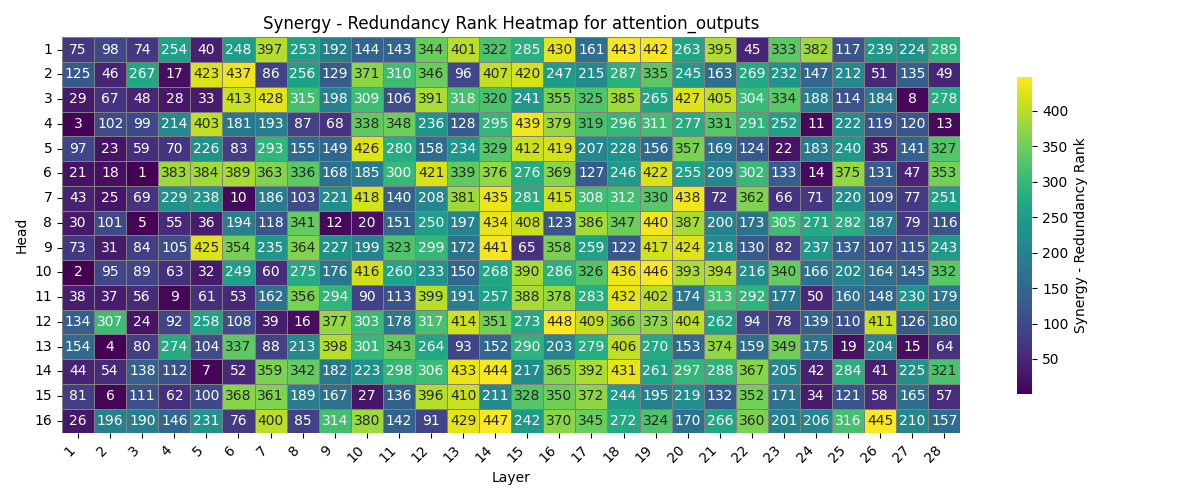 Synergy - Redundancy Rank Heatmap for attention_outputs
1 75 98 74 254 40 248 397 253 192 144 143 344 401 322 285 430 161 443 442 263 395 45 333 382 117 239 224 289
2 125 46 267 17 423 437 86 256 129 371 310 346 96 407 420 247 215 287 335 245 163 269 232 147 212 51 135 49
3 29 67 48 28 33 413 428 315 198 309 106 391 318 320 241 355 325 385 265 427 405 304 334 188 114 184 8 278
4 3 102 99 214 403 181 193 87 68 338 348 236 128 295 439 379 319 296 311 277 331 291 252 11 222 119 120 13
5 97 23 59 70 226 83 293 155 149 426 280 158 234 329 412 419 207 228 156 357 169 124 22 183 240 35 141 327
6 21 18 1 383 384 389 363 336 168 185 300 421 339 376 276 369 127 246 422 255 209 302 133 14 375 131 47 353
7 43 25 69 229 238 10 186 103 221 418 140 208 381 435 281 415 308 312 330 438 72 362 66 71 220 109 77 251
8 30 101 5 55 36 194 118 341 12 20 151 250 197 434 408 123 386 347 440 387 200 173 305 271 282 187 79 116
9 73 31 84 105 425 354 235 364 227 199 323 299 172 441 65 358 259 122 417 424 218 130 82 237 137 107 115 243
10 2 95 89 63 32 249 60 275 176 416 260 233 150 268 390 286 326 436 446 393 394 216 340 166 202 164 145 332
11 38 37 56 9 61 53 162 356 294 90 113 399 191 257 388 378 283 432 402 174 313 292 177 50 160 148 230 179
12 134 307 24 92 258 108 39 16 377 303 178 317 414 351 273 448 409 366 373 404 262 94 78 139 110 411 126 180
13 154 4 80 274 104 337 88 213 398 301 343 264 93 152 290 203 279 406 270 153 374 159 349 175 19 204 15 64
14 44 54 138 112 7 52 359 342 182 223 298 306 433 444 217 365 392 431 261 297 288 367 205 42 284 41 225 321
15 81 6 111 62 100 368 361 189 167 27 136 396 410 211 328 350 372 244 195 219 132 352 171 34 121 58 165 57
16 26 196 190 146 231 76 400 85 314 380 142 91 429 447 242 370 345 272 324 170 266 360 201 206 316 445 210 157
1 2 3 4 5 6 7 8 9 10 11 12 13 14 15 16 17 18 19 20 21 22 23 24 25 26 27 28
Layer
Head
400
350
300
250
200
150
100
50
Synergy - Redundancy Rank